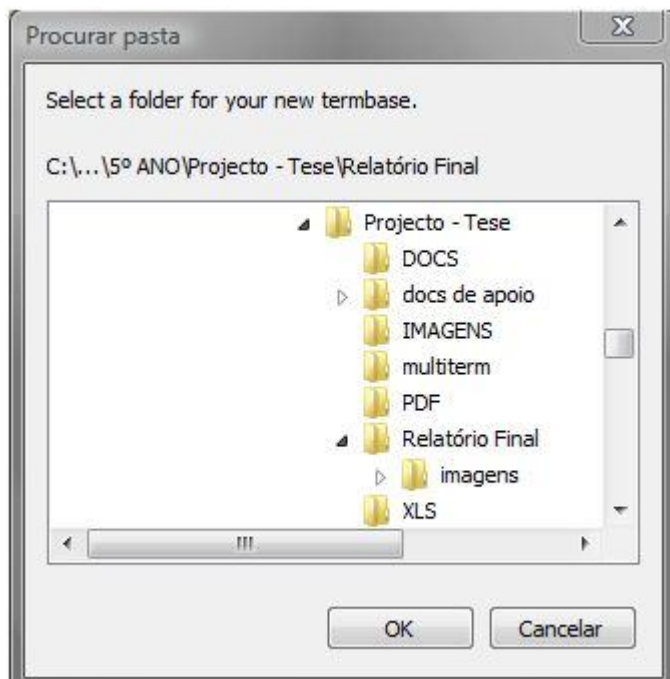 Procurar pasta
Select a folder for your new termbase.
C:\...\5º ANO\Projecto - Tese\Relatório Final
Projecto - Tese
DOCS
docs de apoio
IMAGENS
multiterm
PDF
Relatório Final
imagens
XLS
OK
Cancelar